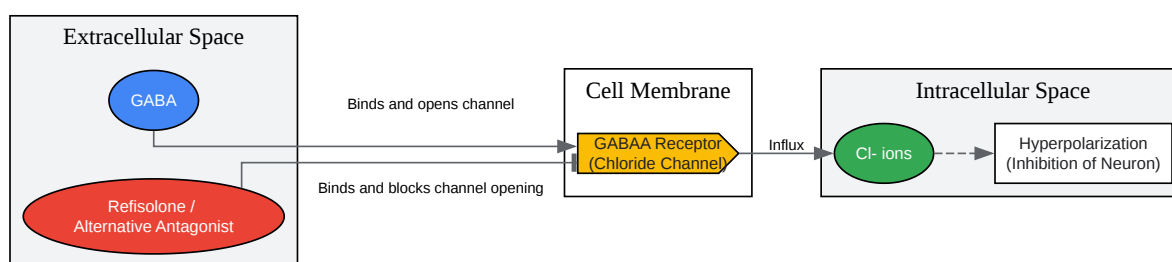 Extracellular Space
GABA
Refisolone /
Alternative Antagonist
Binds and opens channel
Binds and blocks channel opening
Cell Membrane
GABAA Receptor
(Chloride Channel)
Influx
Intracellular Space
Cl- ions
Hyperpolarization
(Inhibition of Neuron)